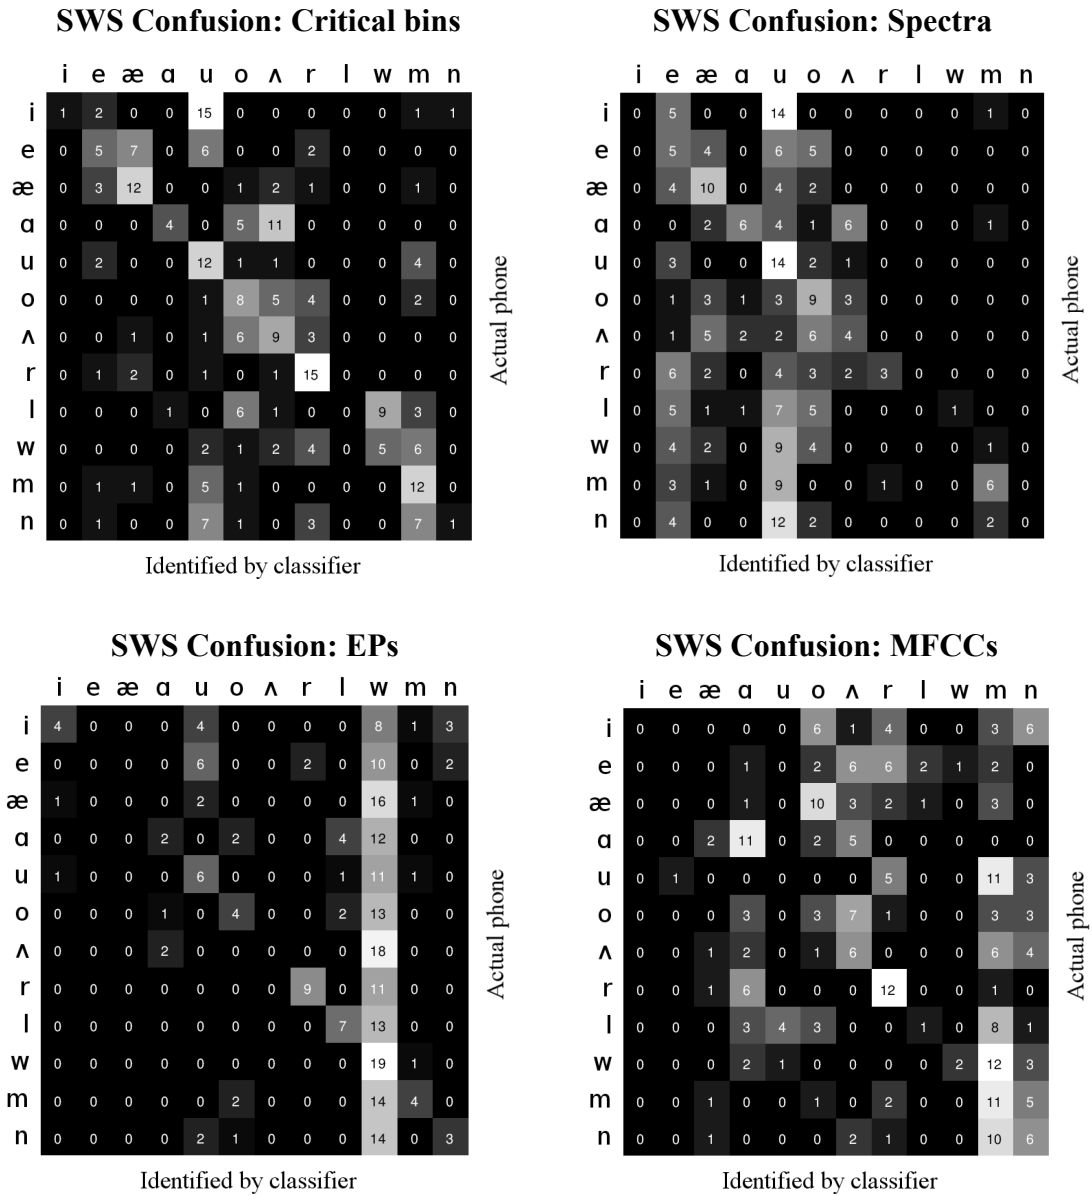 SWS Confusion: Critical bins
i e æ ɑ u o ʌ r l w m n
i 1 2 0 0 15 0 0 0 0 0 1 1
e 0 5 7 0 6 0 0 2 0 0 0 0
æ 0 3 12 0 0 1 2 1 0 0 1 0
ɑ 0 0 0 4 0 5 11 0 0 0 0 0
u 0 2 0 0 12 1 1 0 0 0 4 0
o 0 0 0 0 1 8 5 4 0 0 2 0
ʌ 0 0 1 0 1 6 9 3 0 0 0 0
r 0 1 2 0 1 0 1 15 0 0 0 0
l 0 0 0 1 0 6 1 0 0 9 3 0
w 0 0 0 0 2 1 2 4 0 5 6 0
m 0 1 1 0 5 1 0 0 0 0 12 0
n 0 1 0 0 7 1 0 3 0 0 7 1
Actual phone
Identified by classifier
SWS Confusion: Spectra
i e æ ɑ u o ʌ r l w m n
i 0 5 0 0 14 0 0 0 0 0 1 0
e 0 5 4 0 6 5 0 0 0 0 0 0
æ 0 4 10 0 4 2 0 0 0 0 0 0
ɑ 0 0 2 6 4 1 6 0 0 0 1 0
u 0 3 0 0 14 2 1 0 0 0 0 0
o 0 1 3 1 3 9 3 0 0 0 0 0
ʌ 0 1 5 2 2 6 4 0 0 0 0 0
r 0 6 2 0 4 3 2 3 0 0 0 0
l 0 5 1 1 7 5 0 0 0 1 0 0
w 0 4 2 0 9 4 0 0 0 0 1 0
m 0 3 1 0 9 0 0 1 0 0 6 0
n 0 4 0 0 12 2 0 0 0 0 2 0
Actual phone
Identified by classifier
SWS Confusion: EPs
i e æ ɑ u o ʌ r l w m n
i 4 0 0 0 4 0 0 0 0 8 1 3
e 0 0 0 0 6 0 0 2 0 10 0 2
æ 1 0 0 0 2 0 0 0 0 16 1 0
ɑ 0 0 0 2 0 2 0 0 4 12 0 0
u 1 0 0 0 6 0 0 0 1 11 1 0
o 0 0 0 1 0 4 0 0 2 13 0 0
ʌ 0 0 0 2 0 0 0 0 0 18 0 0
r 0 0 0 0 0 0 0 9 0 11 0 0
l 0 0 0 0 0 0 0 0 7 13 0 0
w 0 0 0 0 0 0 0 0 0 19 1 0
m 0 0 0 0 0 2 0 0 0 14 4 0
n 0 0 0 0 2 1 0 0 0 14 0 3
Actual phone
Identified by classifier
SWS Confusion: MFCCs
i e æ ɑ u o ʌ r l w m n
i 0 0 0 0 0 6 1 4 0 0 3 6
e 0 0 0 1 0 2 6 6 2 1 2 0
æ 0 0 0 1 0 10 3 2 1 0 3 0
ɑ 0 0 2 11 0 2 5 0 0 0 0 0
u 0 1 0 0 0 0 0 5 0 0 11 3
o 0 0 0 3 0 3 7 1 0 0 3 3
ʌ 0 0 1 2 0 1 6 0 0 0 6 4
r 0 0 1 6 0 0 0 12 0 0 1 0
l 0 0 0 3 4 3 0 0 1 0 8 1
w 0 0 0 2 1 0 0 0 0 2 12 3
m 0 0 1 0 0 1 0 2 0 0 11 5
n 0 0 1 0 0 0 2 1 0 0 10 6
Actual phone
Identified by classifier